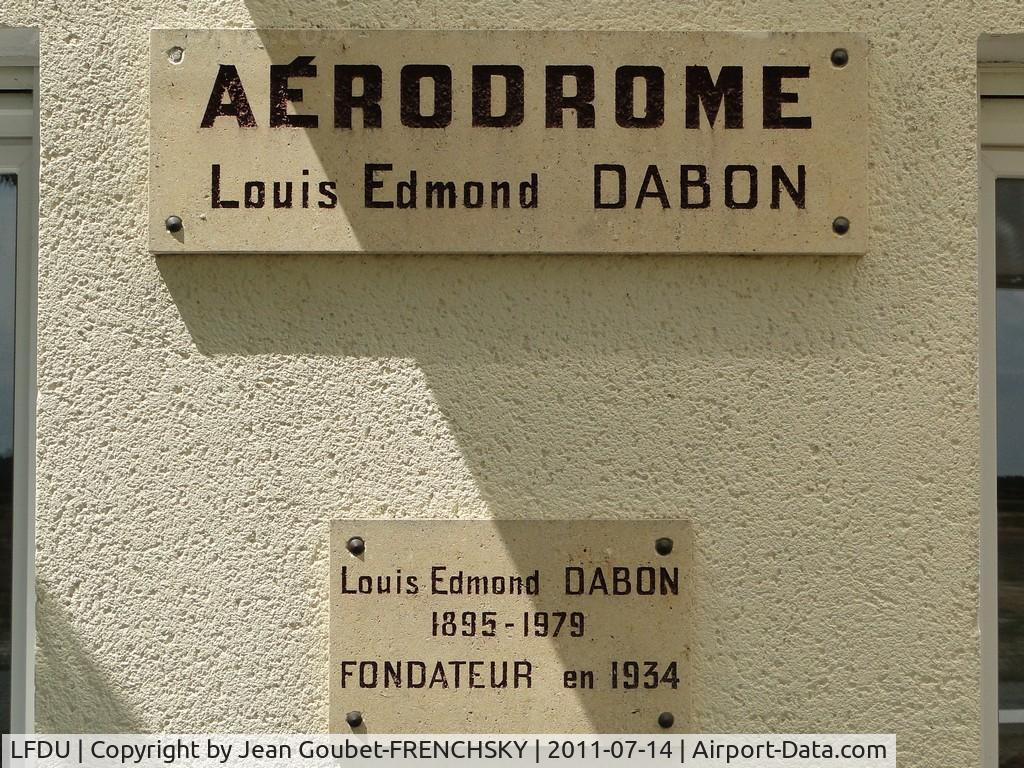 AÉRODROME
Louis Edmond DABON
Louis Edmond DABON
1895-1979
FONDATEUR en 1934
LFDU | Copyright by Jean Goubet-FRENCHSKY | 2011-07-14 | Airport-Data.com